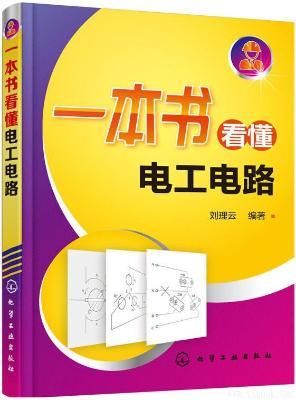 一本书看懂电工电路
化学工业出版社
一本书
看懂
电工电路
刘理云 编著
化学工业出版社